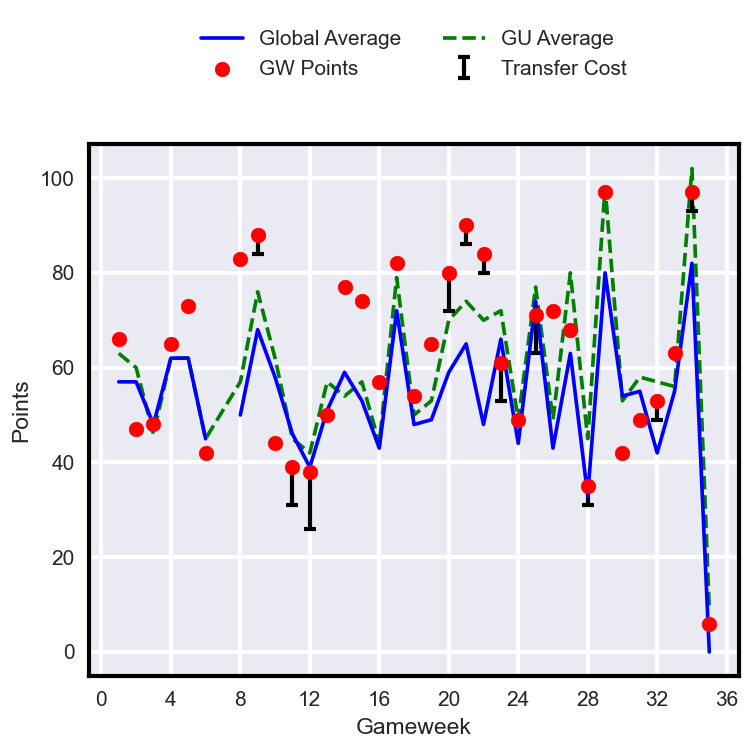 Global Average
GU Average
GW Points
Transfer Cost
100
80
60
40
20
0
Points
0 4 8 12 16 20 24 28 32 36
Gameweek